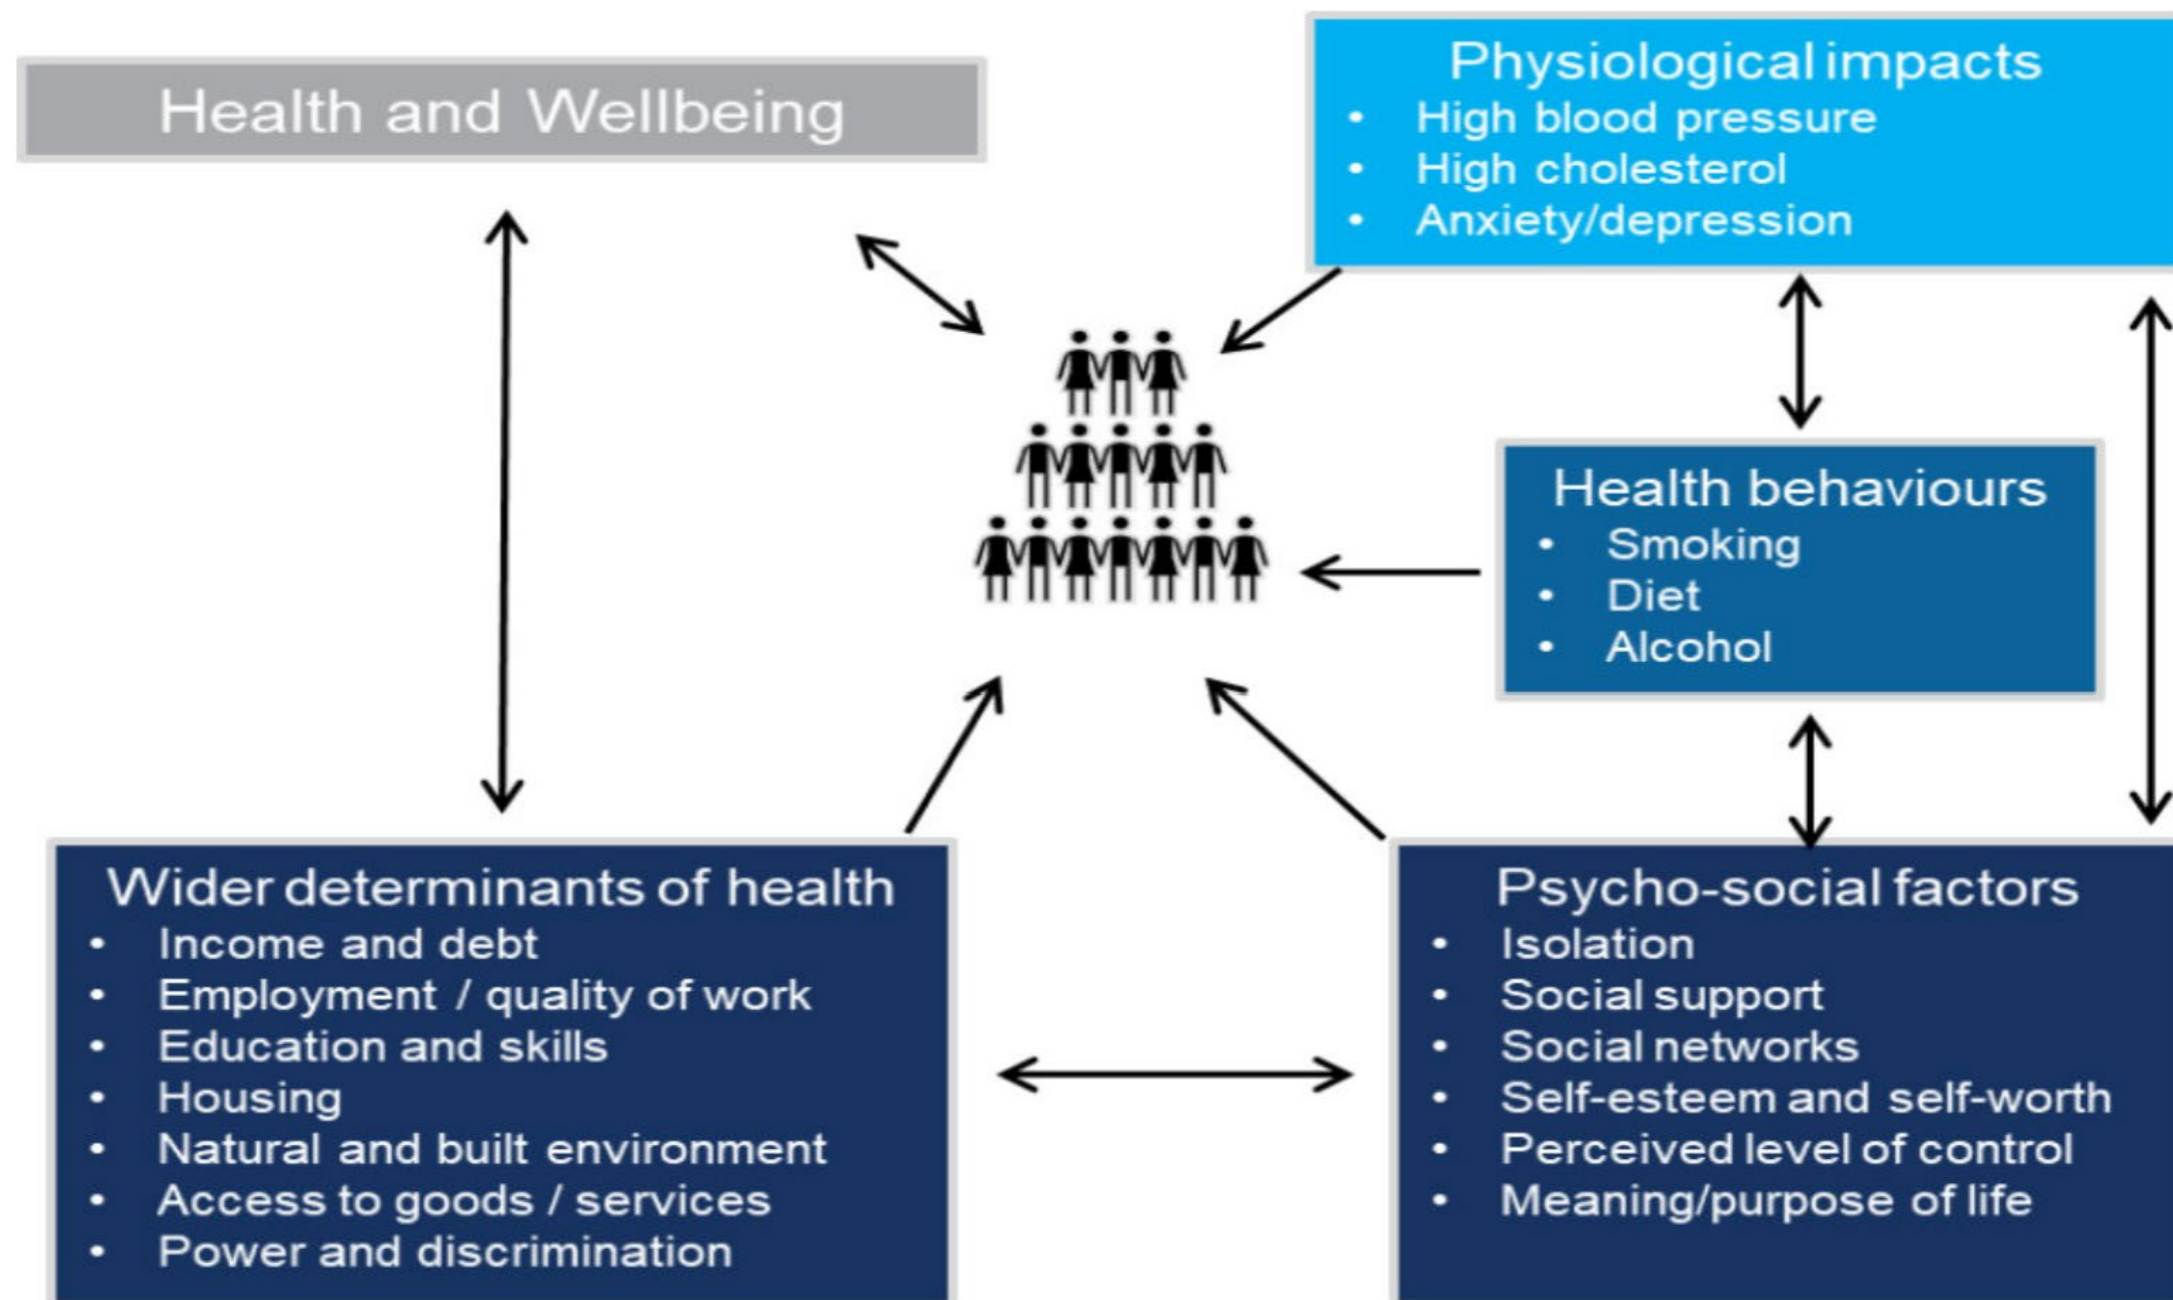 Health and Wellbeing
Physiological impacts
• High blood pressure
• High cholesterol
• Anxiety/depression
Health behaviours
• Smoking
• Diet
• Alcohol
Wider determinants of health
• Income and debt
• Employment / quality of work
• Education and skills
• Housing
• Natural and built environment
• Access to goods / services
• Power and discrimination
Psycho-social factors
• Isolation
• Social support
• Social networks
• Self-esteem and self-worth
• Perceived level of control
• Meaning/purpose of life